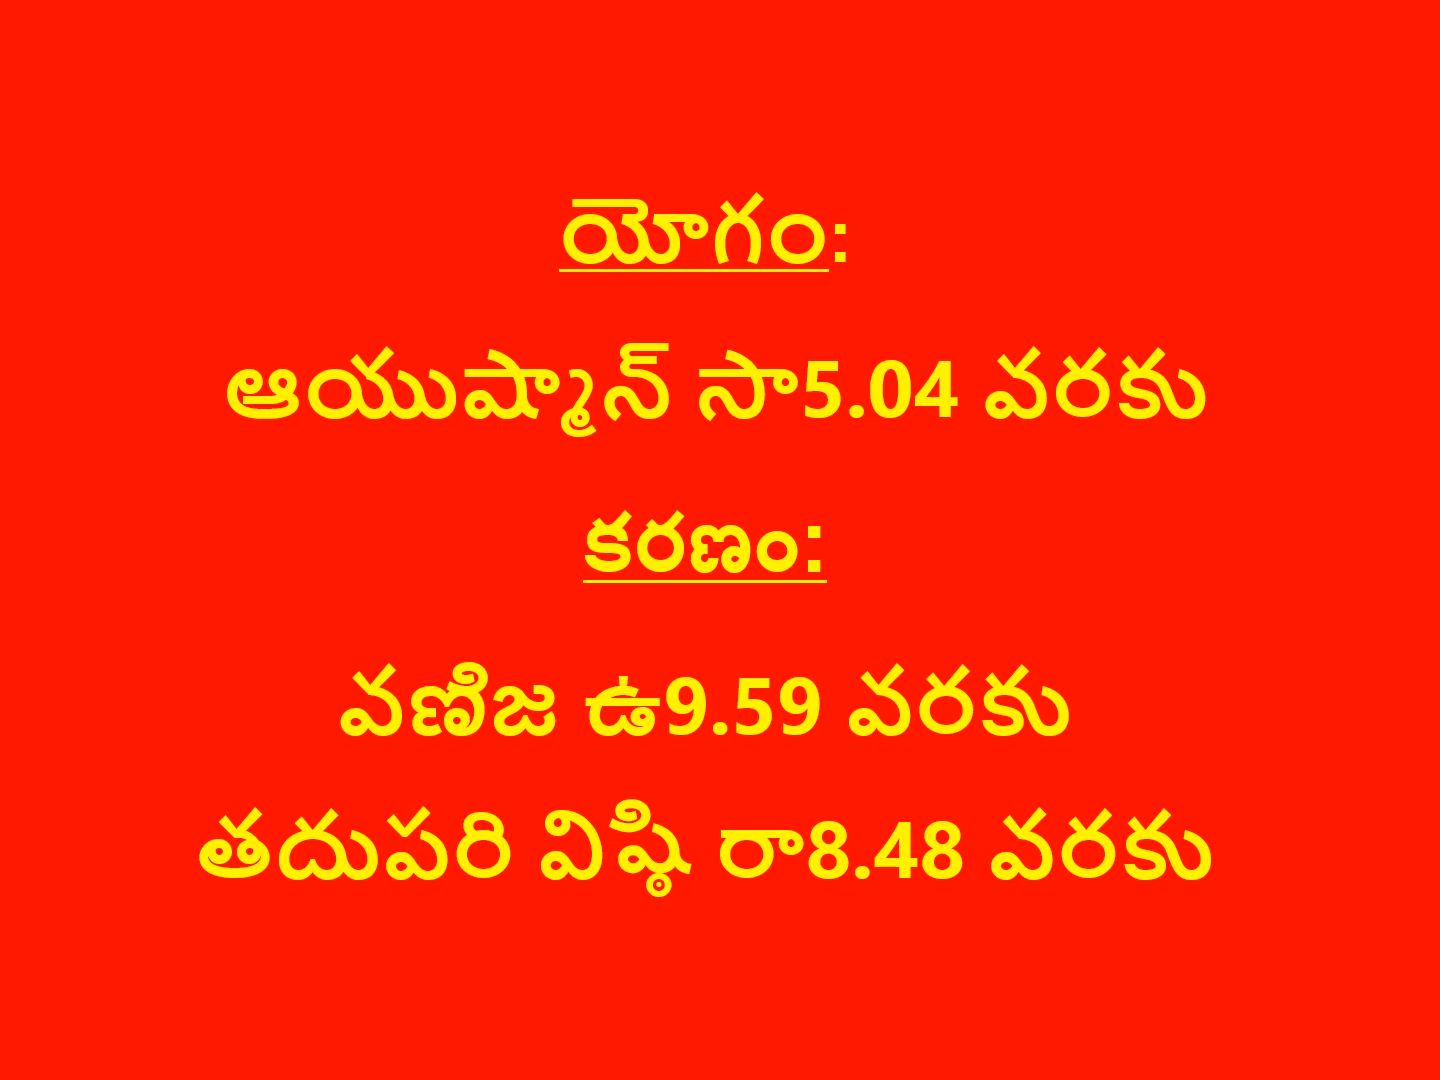 యోగం:
ఆయుష్మాన్ సా5.04 వరకు
కరణం:
వణిజ ఉ9.59 వరకు
తదుపరి విష్ఠి రా8.48 వరకు